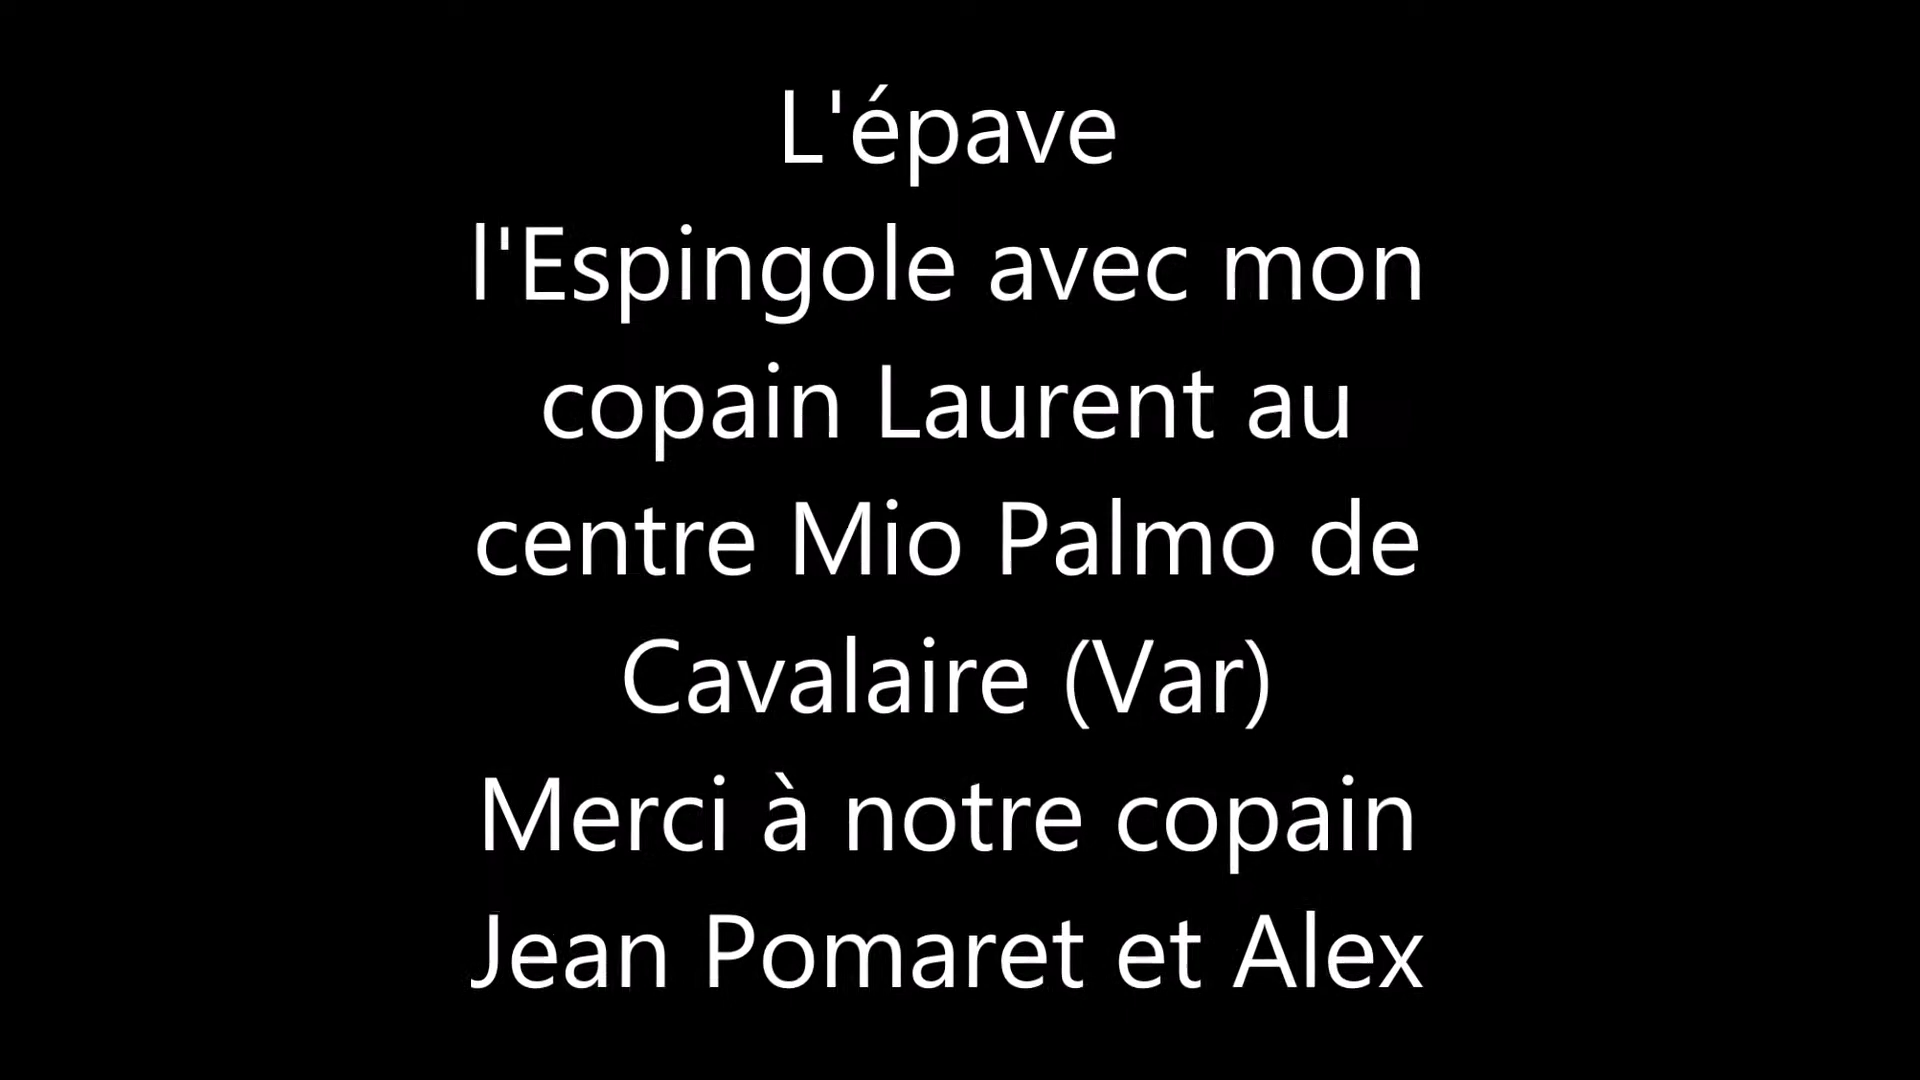 L'épave
l'Espingole avec mon
copain Laurent au
centre Mio Palmo de
Cavalaire (Var)
Merci à notre copain
Jean Pomaret et Alex